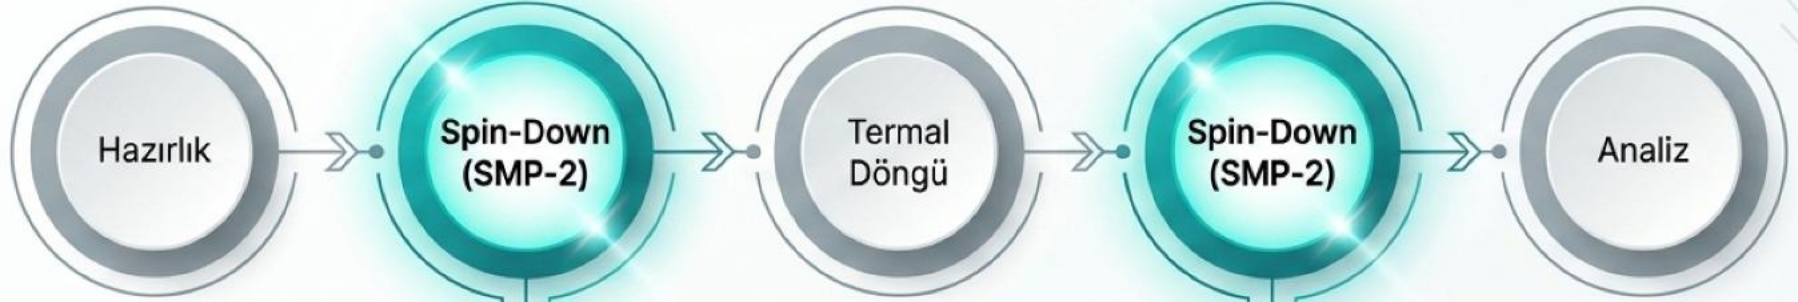 Hazırlık
Spin-Down
(SMP-2)
Termal
Döngü
Spin-Down
(SMP-2)
Analiz